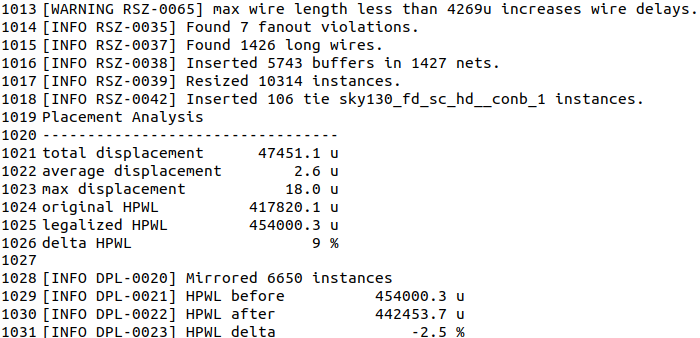 1013 [WARNING RSZ-0065] max wire length less than 4269u increases wire delays.
1014 [INFO RSZ-0035] Found 7 fanout violations.
1015 [INFO RSZ-0037] Found 1426 long wires.
1016 [INFO RSZ-0038] Inserted 5743 buffers in 1427 nets.
1017 [INFO RSZ-0039] Resized 10314 instances.
1018 [INFO RSZ-0042] Inserted 106 tie sky130_fd_sc_hd__conb_1 instances.
1019 Placement Analysis
1020 ---------------------------------
1021 total displacement      47451.1 u
1022 average displacement        2.6 u
1023 max displacement           18.0 u
1024 original HPWL          417820.1 u
1025 legalized HPWL         454000.3 u
1026 delta HPWL                  9 %
1027
1028 [INFO DPL-0020] Mirrored 6650 instances
1029 [INFO DPL-0021] HPWL before          454000.3 u
1030 [INFO DPL-0022] HPWL after           442453.7 u
1031 [INFO DPL-0023] HPWL delta               -2.5 %